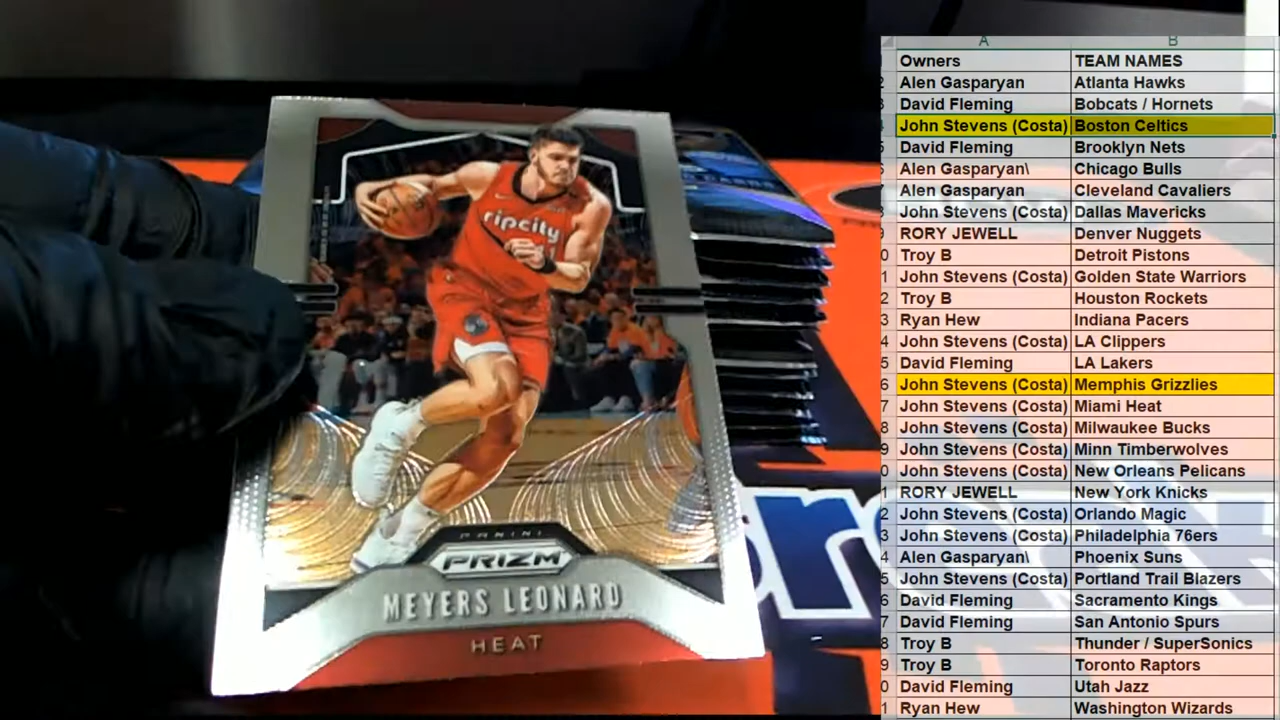 ripcity
PANINI
PRIZM
MEYERS LEONARD
HEAT
A B
Owners TEAM NAMES
Alen Gasparyan Atlanta Hawks
David Fleming Bobcats / Hornets
John Stevens (Costa) Boston Celtics
David Fleming Brooklyn Nets
Alen Gasparyan\ Chicago Bulls
Alen Gasparyan Cleveland Cavaliers
John Stevens (Costa) Dallas Mavericks
RORY JEWELL Denver Nuggets
Troy B Detroit Pistons
John Stevens (Costa) Golden State Warriors
Troy B Houston Rockets
Ryan Hew Indiana Pacers
John Stevens (Costa) LA Clippers
David Fleming LA Lakers
John Stevens (Costa) Memphis Grizzlies
John Stevens (Costa) Miami Heat
John Stevens (Costa) Milwaukee Bucks
John Stevens (Costa) Minn Timberwolves
John Stevens (Costa) New Orleans Pelicans
RORY JEWELL New York Knicks
John Stevens (Costa) Orlando Magic
John Stevens (Costa) Philadelphia 76ers
Alen Gasparyan\ Phoenix Suns
John Stevens (Costa) Portland Trail Blazers
David Fleming Sacramento Kings
David Fleming San Antonio Spurs
Troy B Thunder / SuperSonics
Troy B Toronto Raptors
David Fleming Utah Jazz
Ryan Hew Washington Wizards